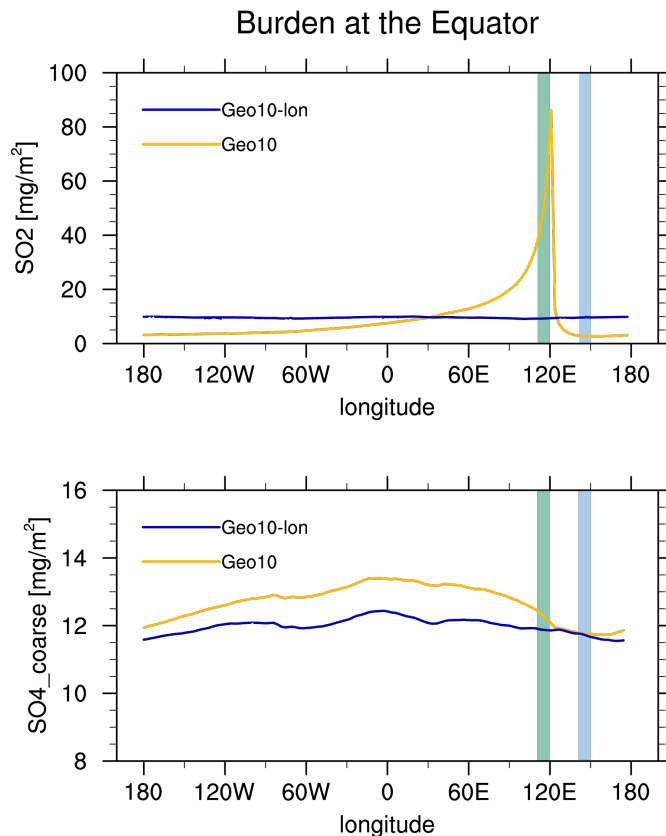 Burden at the Equator
SO2 [mg/m²]
100
80
60
40
20
0
Geo10-lon
Geo10
180 120W 60W 0 60E 120E 180
longitude
SO4_coarse [mg/m²]
16
14
12
10
8
Geo10-lon
Geo10
180 120W 60W 0 60E 120E 180
longitude